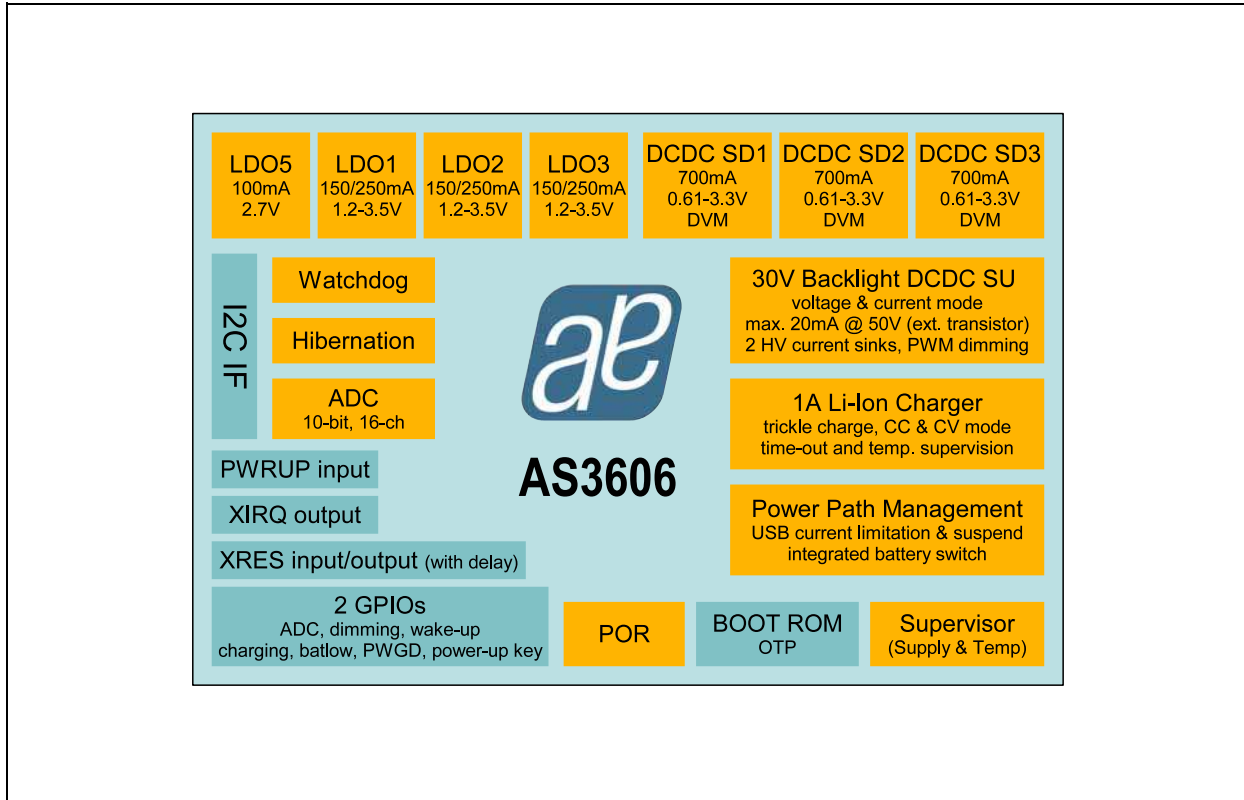 LDO5
100mA
2.7V
LDO1
150/250mA
1.2-3.5V
LDO2
150/250mA
1.2-3.5V
LDO3
150/250mA
1.2-3.5V
DCDC SD1
700mA
0.61-3.3V
DVM
DCDC SD2
700mA
0.61-3.3V
DVM
DCDC SD3
700mA
0.61-3.3V
DVM
I2C IF
Watchdog
Hibernation
ADC
10-bit, 16-ch
ae
AS3606
30V Backlight DCDC SU
voltage & current mode
max. 20mA @ 50V (ext. transistor)
2 HV current sinks, PWM dimming
1A Li-Ion Charger
trickle charge, CC & CV mode
time-out and temp. supervision
Power Path Management
USB current limitation & suspend
integrated battery switch
PWRUP input
XIRQ output
XRES input/output (with delay)
2 GPIOs
ADC, dimming, wake-up
charging, batlow, PWGD, power-up key
POR
BOOT ROM
OTP
Supervisor
(Supply & Temp)